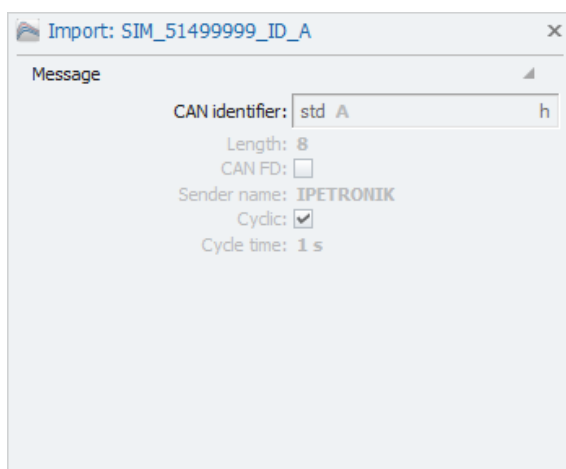 Import: SIM_51499999_ID_A
Message
CAN identifier: std A h
Length: 8
CAN FD:
Sender name: IPETRONIK
Cyclic:
Cycle time: 1 s